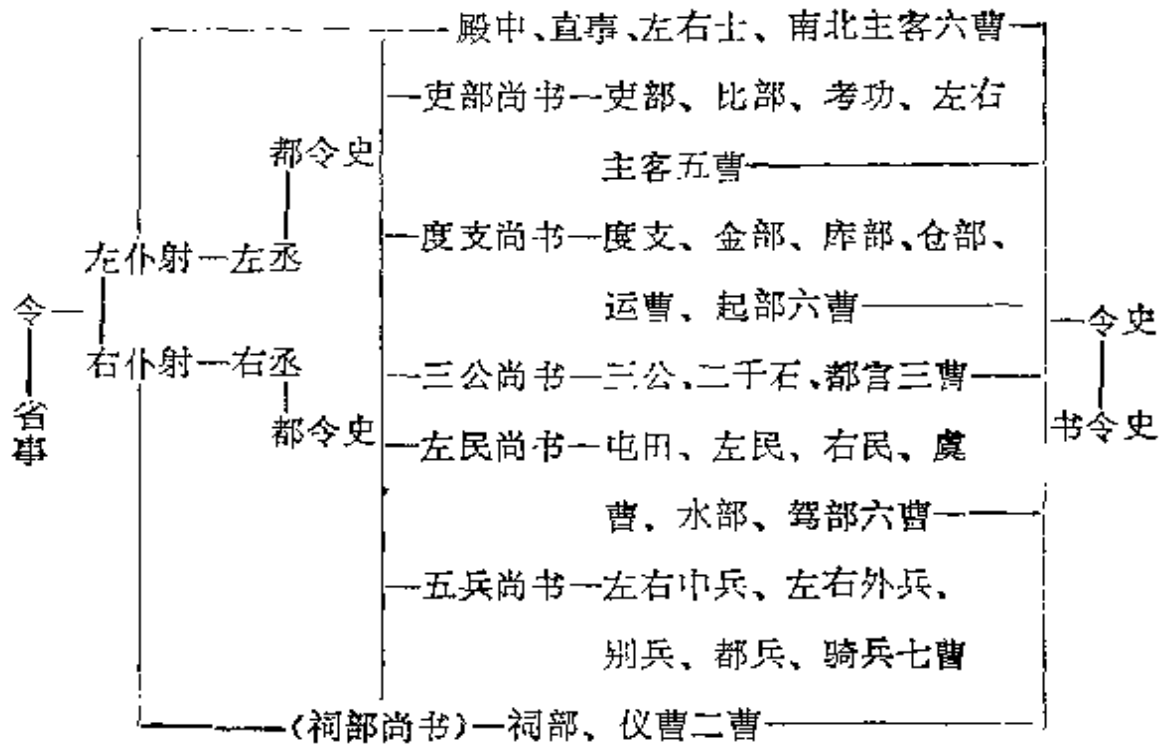 殿中、直事、左右士、南北主客六曹
吏部尚书—吏部、比部、考功、左右
都令史
主客五曹
度支尚书—度支、金部、库部、仓部、
左仆射—左丞
运曹、起部六曹
令
令史
右仆射—右丞
三公尚书—三公、二千石、都官三曹
录省
都令史
书令史
左民尚书—屯田、左民、右民、虞
曹、水部、驾部六曹
五兵尚书—左右中兵、左右外兵、
别兵、都兵、骑兵七曹
(祠部尚书)—祠部、仪曹二曹